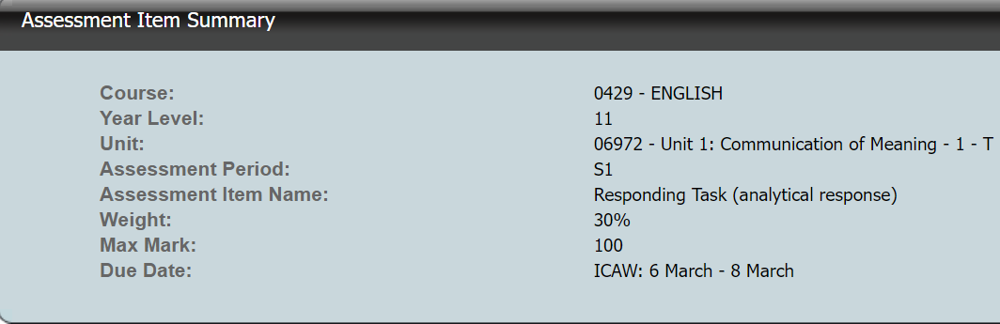 Assessment Item Summary
Course: 0429 - ENGLISH
Year Level: 11
Unit: 06972 - Unit 1: Communication of Meaning - 1 - T
Assessment Period: S1
Assessment Item Name: Responding Task (analytical response)
Weight: 30%
Max Mark: 100
Due Date: ICAW: 6 March - 8 March